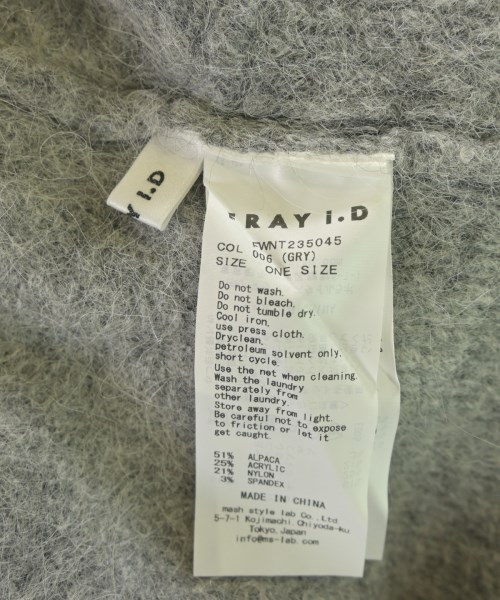 Y i.D
FRAY i.D
FWNT235045
COL 006 (GRY)
SIZE ONE SIZE
Do not wash.
Do not bleach.
Do not tumble dry.
Cool iron,
use press cloth.
Dryclean,
petroleum solvent only.
short cycle.
Use the net when cleaning
Wash the laundry
separately from
other laundry.
Store away from light.
Be careful not to expose
to friction or let it
get caught.
51% ALPACA
25% ACRYLIC
21% NYLON
3% SPANDEX
MADE IN CHINA
mash style lab Co.,Ltd.
5-7-1 Kojimachi Chiyoda-ku
Tokyo,Japan
info@ms-lab.com